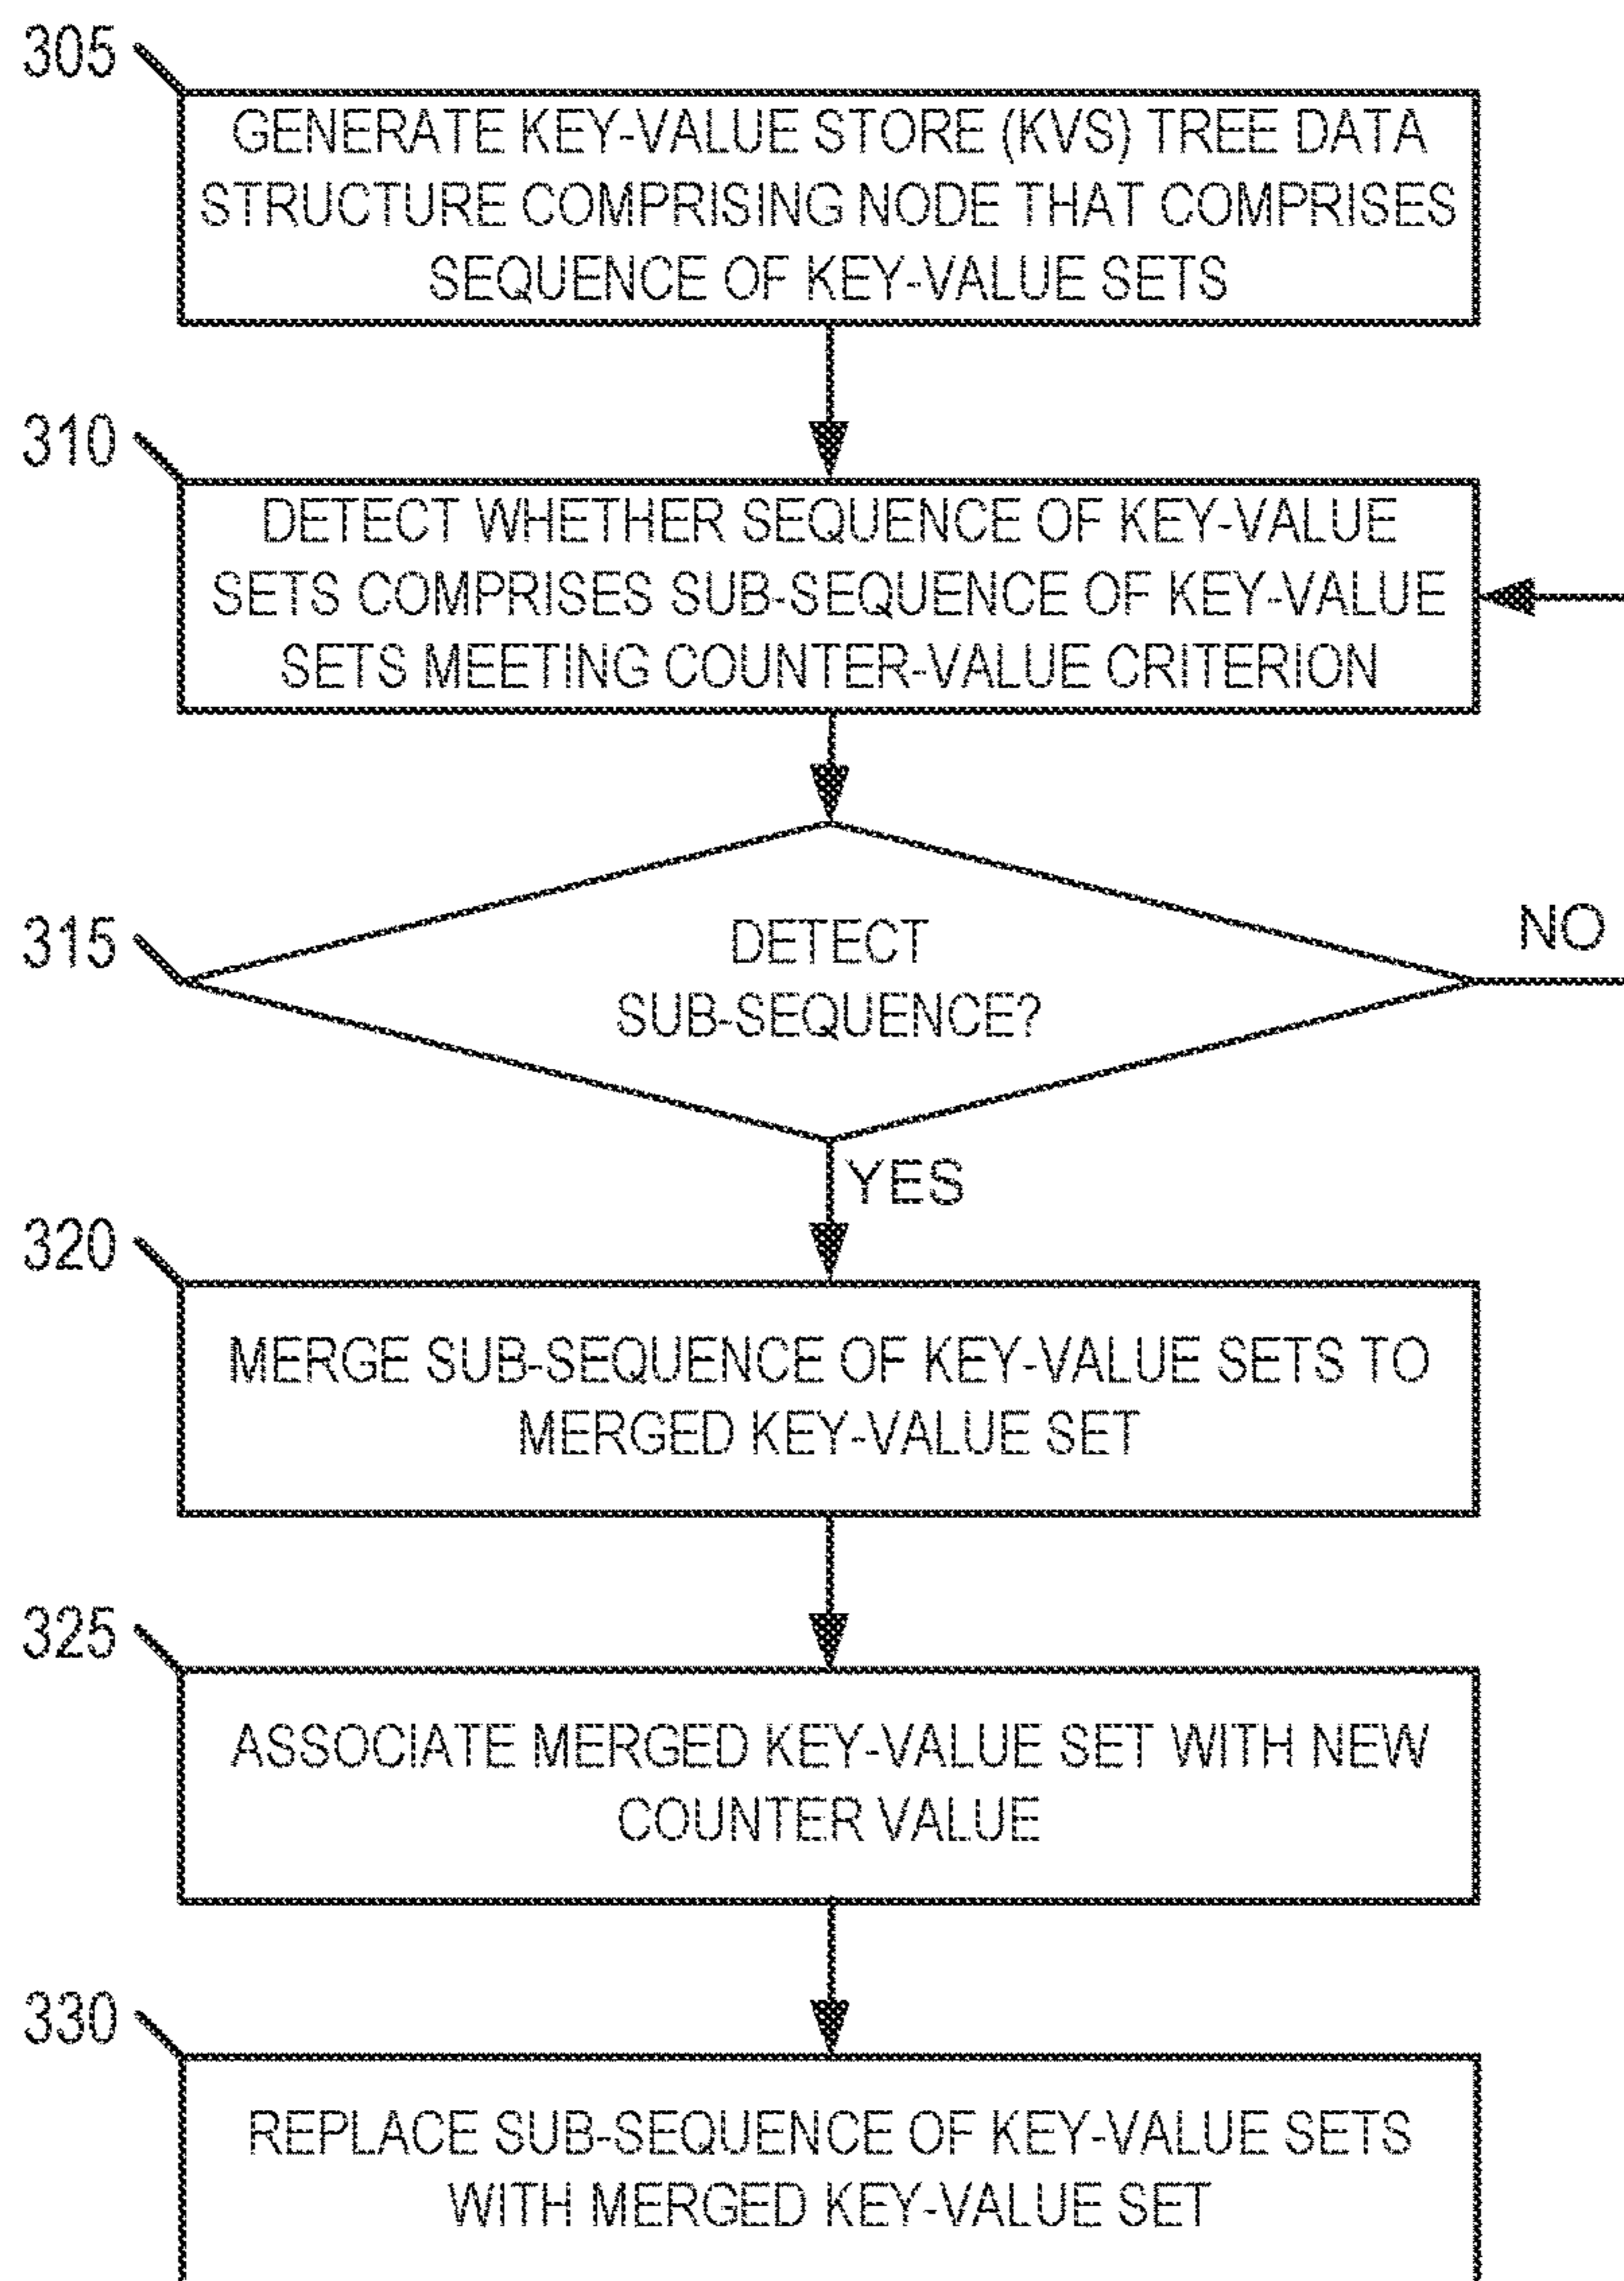 305
GENERATE KEY-VALUE STORE (KVS) TREE DATA
STRUCTURE COMPRISING NODE THAT COMPRISES
SEQUENCE OF KEY-VALUE SETS
310
DETECT WHETHER SEQUENCE OF KEY-VALUE
SETS COMPRISES SUB-SEQUENCE OF KEY-VALUE
SETS MEETING COUNTER-VALUE CRITERION
315
DETECT
SUB-SEQUENCE?
NO
YES
320
MERGE SUB-SEQUENCE OF KEY-VALUE SETS TO
MERGED KEY-VALUE SET
325
ASSOCIATE MERGED KEY-VALUE SET WITH NEW
COUNTER VALUE
330
REPLACE SUB-SEQUENCE OF KEY-VALUE SETS
WITH MERGED KEY-VALUE SET